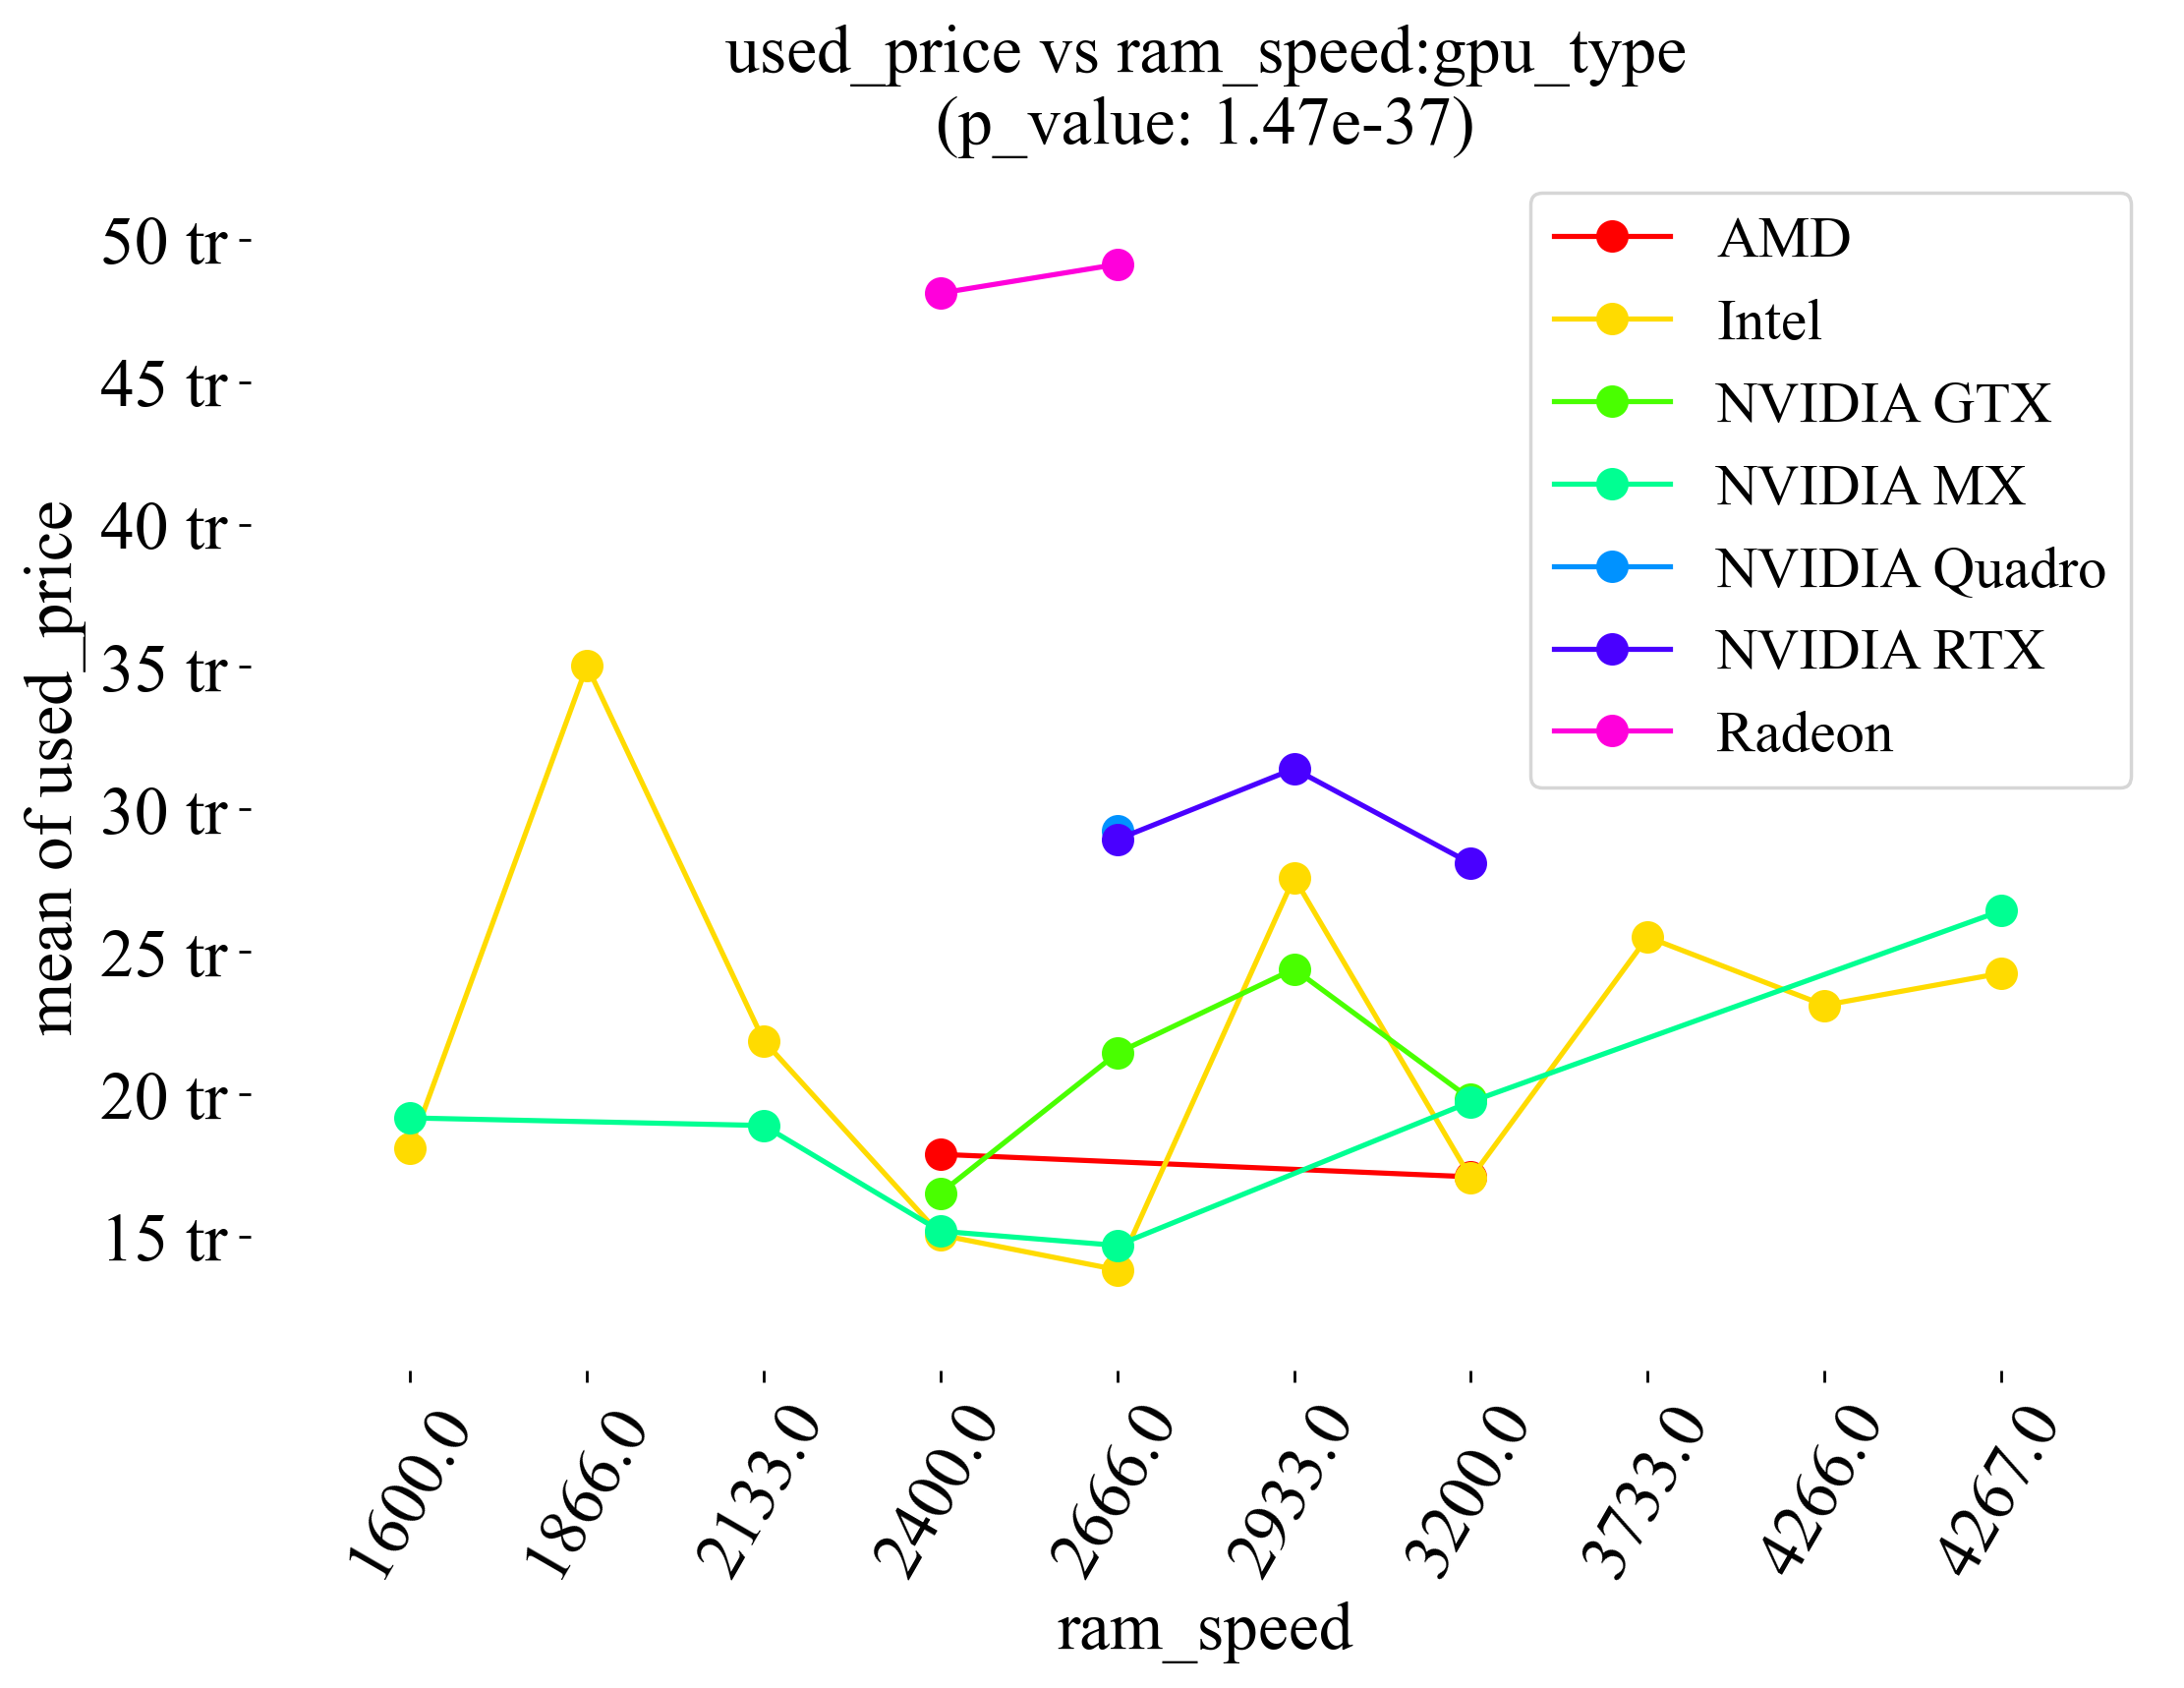 used_price vs ram_speed:gpu_type
(p_value: 1.47e-37)
AMD
Intel
NVIDIA GTX
NVIDIA MX
NVIDIA Quadro
NVIDIA RTX
Radeon
mean of used_price
50 tr
45 tr
40 tr
35 tr
30 tr
25 tr
20 tr
15 tr
1600.0
1866.0
2133.0
2400.0
2666.0
2933.0
3200.0
3733.0
4266.0
4267.0
ram_speed